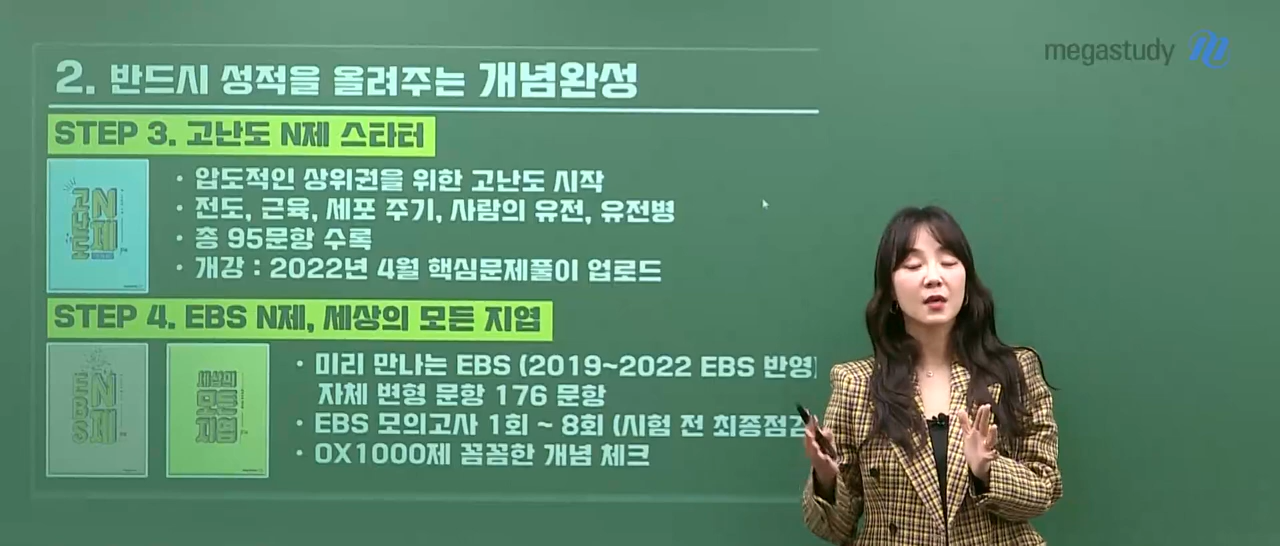 megastudy
2. 반드시 성적을 올려주는 개념완성
STEP 3. 고난도 N제 스타터
고난도
N제
• 압도적인 상위권을 위한 고난도 시작
• 전도, 근육, 세포 주기, 사람의 유전, 유전병
• 총 95문항 수록
• 개강 : 2022년 4월 핵심문제풀이 업로드
STEP 4. EBS N제, 세상의 모든 지엽
EBS
N제
세상의
모든
지엽
• 미리 만나는 EBS (2019~2022 EBS 반영)
자체 변형 문항 176 문항
• EBS 모의고사 1회 ~ 8회 (시험 전 최종점검
• OX1000제 꼼꼼한 개념 체크